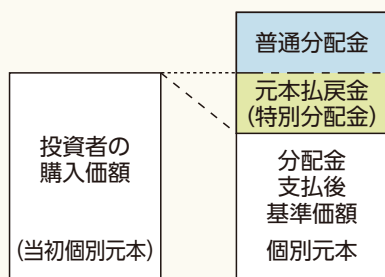 普通分配金
元本払戻金
(特別分配金)
投資者の
購入価額
(当初個別元本)
分配金
支払後
基準価額
個別元本